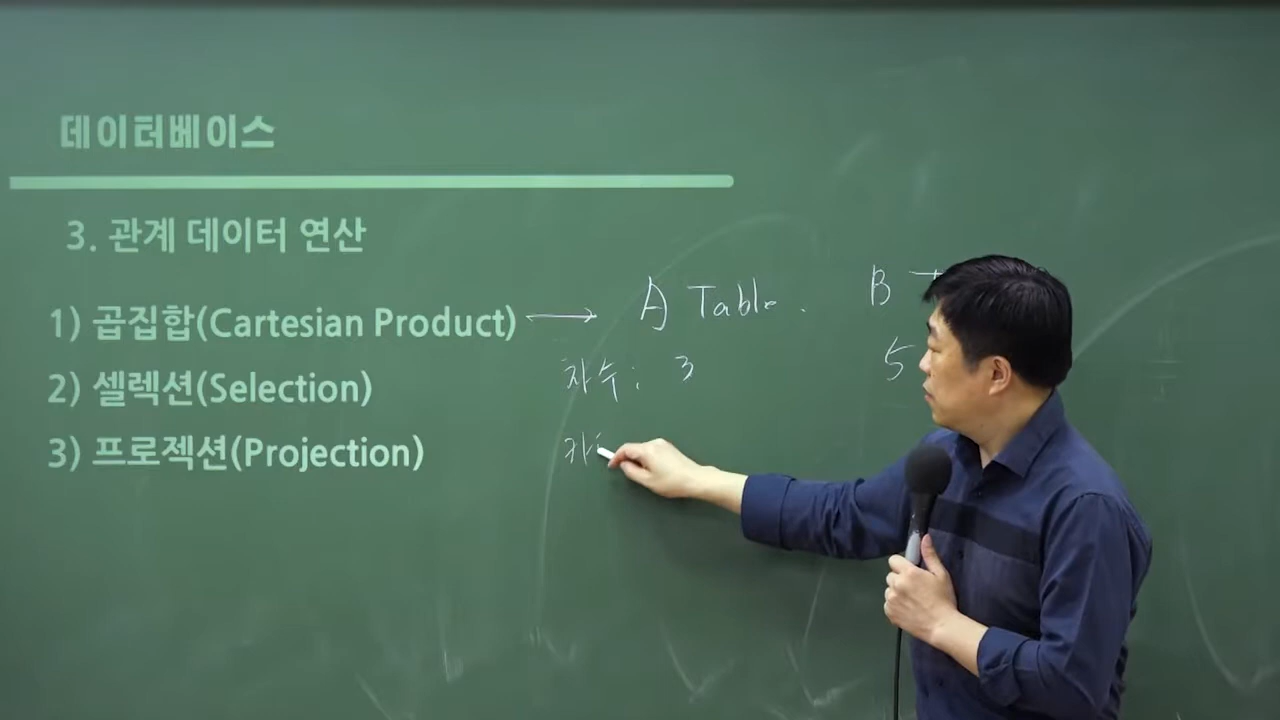 데이터베이스
3. 관계 데이터 연산
1) 곱집합(Cartesian Product) → A Table. B
차수: 3 5
2) 셀렉션(Selection)
3) 프로젝션(Projection)
카